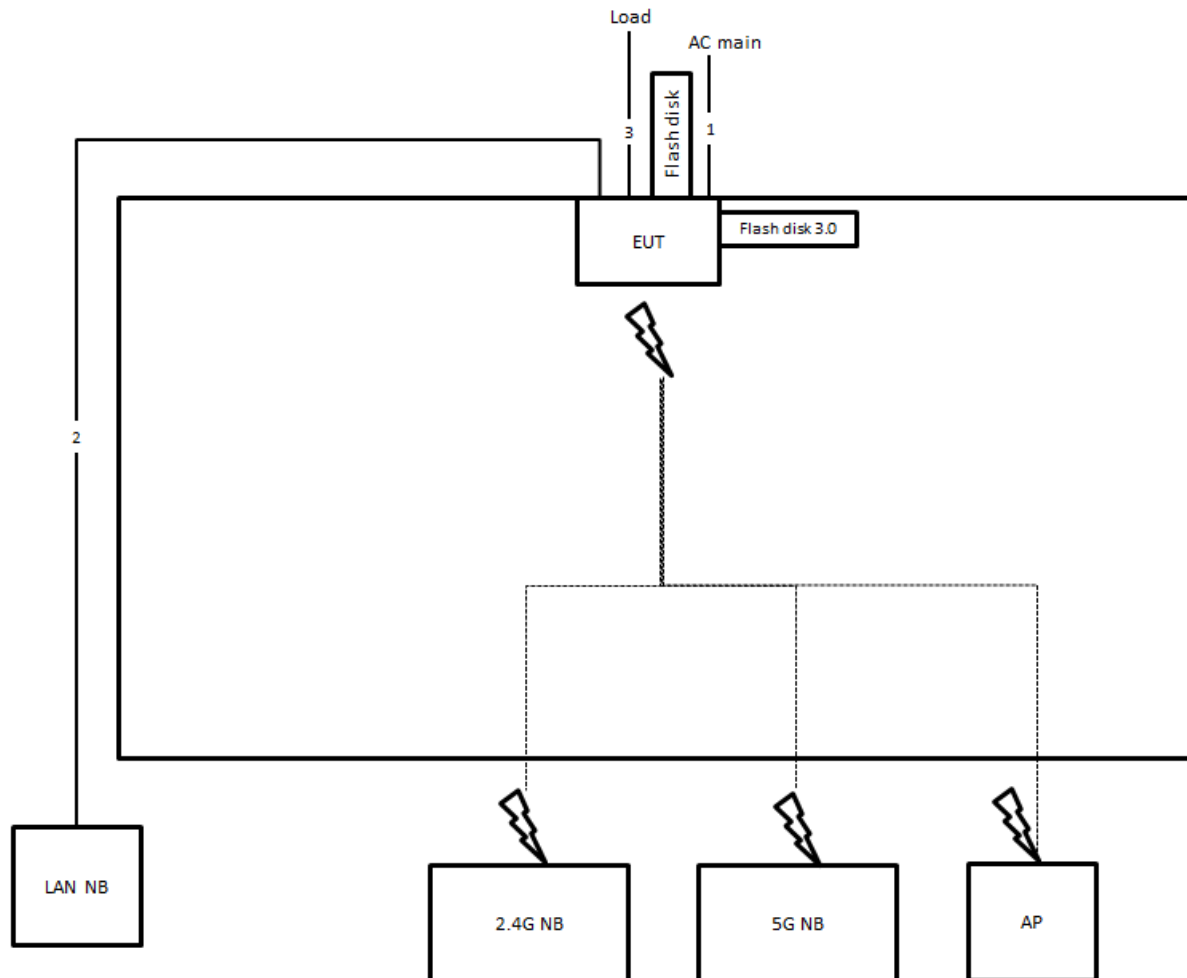 Load
AC main
3
Flash disk
1
EUT
Flash disk 3.0
2
LAN NB
2.4G NB
5G NB
AP